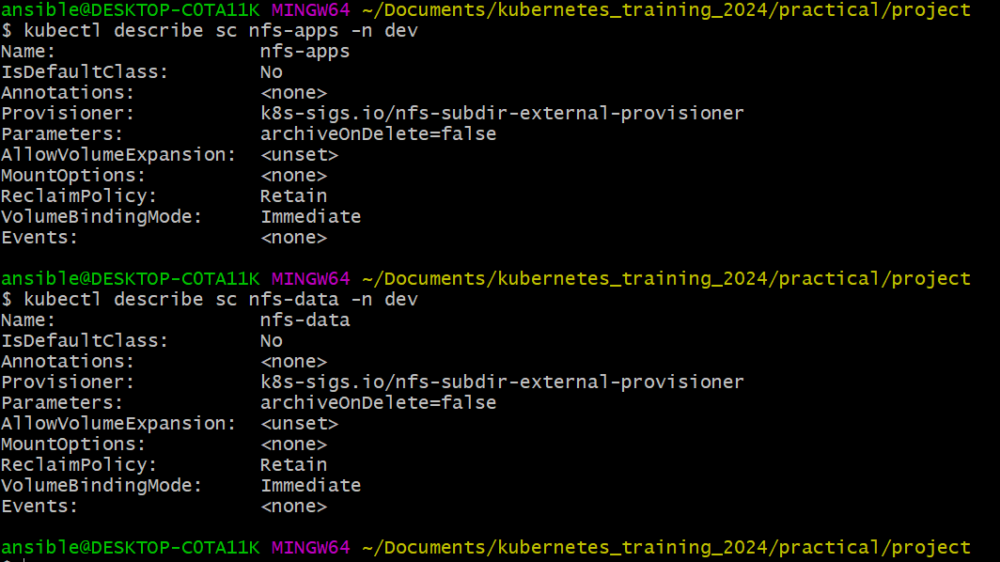 ansible@DESKTOP-COTA11K MINGW64 ~/Documents/kubernetes_training_2024/practical/project
$ kubectl describe sc nfs-apps -n dev
Name:                  nfs-apps
IsDefaultClass:        No
Annotations:           <none>
Provisioner:           k8s-sigs.io/nfs-subdir-external-provisioner
Parameters:            archiveOnDelete=false
AllowVolumeExpansion:  <unset>
MountOptions:          <none>
ReclaimPolicy:         Retain
VolumeBindingMode:     Immediate
Events:                <none>

ansible@DESKTOP-COTA11K MINGW64 ~/Documents/kubernetes_training_2024/practical/project
$ kubectl describe sc nfs-data -n dev
Name:                  nfs-data
IsDefaultClass:        No
Annotations:           <none>
Provisioner:           k8s-sigs.io/nfs-subdir-external-provisioner
Parameters:            archiveOnDelete=false
AllowVolumeExpansion:  <unset>
MountOptions:          <none>
ReclaimPolicy:         Retain
VolumeBindingMode:     Immediate
Events:                <none>

ansible@DESKTOP-COTA11K MINGW64 ~/Documents/kubernetes_training_2024/practical/project